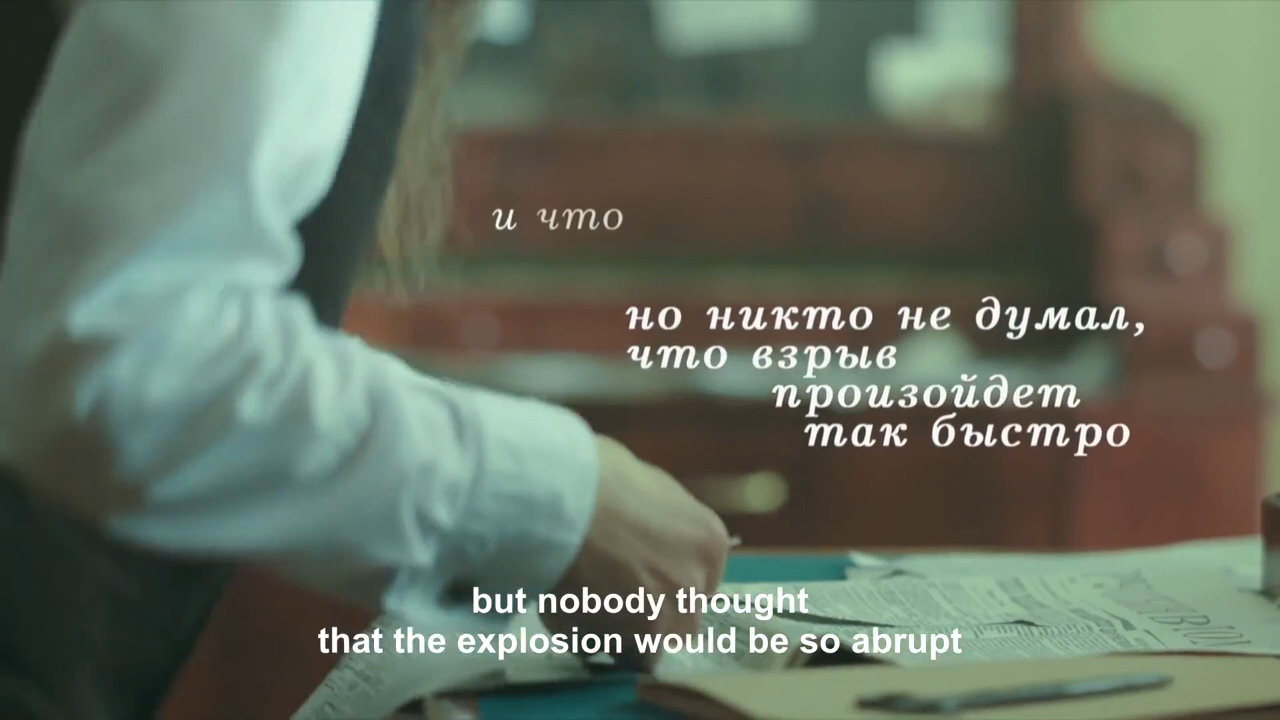 и что
но никто не думал,
что взрыв
произойдет
так быстро
but nobody thought
that the explosion would be so abrupt